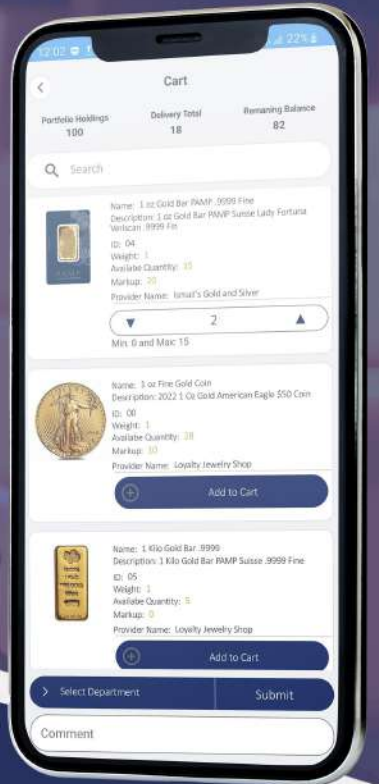 12:02
22%
Cart
Portfolio Holdings
100
Delivery Total
18
Remaning Balance
82
Search
Name: 1 oz Gold Bar PAMP .9999 Fine
Description: 1 oz Gold Bar PAMP Suisse Lady Fortuna
Veriscan .9999 Fin
ID: 04
Weight: 1
Availabe Quantity: 35
Markup: 20
Provider Name: Ismail's Gold and Silver
2
Min: 0 and Max: 15
Name: 1 oz Fine Gold Coin
Description: 2022 1 Oz Gold American Eagle $50 Coin
ID: 00
Weight: 1
Availabe Quantity: 28
Markup: 10
Provider Name: Loyalty Jewelry Shop
Add to Cart
Name: 1 Kilo Gold Bar .9999
Description: 1 Kilo Gold Bar PAMP Suisse .9999 Fine
ID: 05
Weight: 1
Availabe Quantity: 5
Markup: 0
Provider Name: Loyalty Jewelry Shop
Add to Cart
Select Department
Submit
Comment